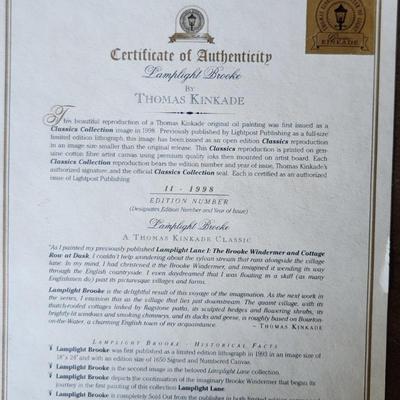 THOMAS KINKADE
KINKADE
Certificate of Authenticity
Lamplight Brooke
BY
THOMAS KINKADE
This beautiful reproduction of a Thomas Kinkade original oil painting was first issued as a
Classics Collection image in 1998. Previously published by Lightpost Publishing as a full-size
limited edition lithograph, this image has been issued as an open edition Classics reproduction
in an image size smaller than the original release. This Classics reproduction is printed on gen-
uine cotton fibre artist canvas using premium quality inks then mounted on artist board. Each
Classics Collection reproduction bears the edition number and year of issue, Thomas Kinkade's
authorized signature, and the official Classics Collection seal. Each is certified as an authorized
issue of Lightpost Publishing.
11 - 1998
EDITION NUMBER
(Designates Edition Number and Year of Issue)
Lamplight Brooke
A THOMAS KINKADE CLASSIC
"As I painted my previously published Lamplight Lane I: The Brooke Windermer and Cottage
Row at Dusk, I couldn't help wondering about the sylvan stream that runs alongside the village
lane. In my mind, I had christened it the Brooke Windermer, and imagined it wending its way
through the English countryside. I even daydreamed that I was floating in a skiff (as many
Englishmen do) past its picturesque villages and farms.
Lamplight Brooke is the delightful result of this voyage of the imagination. As the next work in
the series, I envision this as the village that lies just downstream. The quaint village, with its
thatched-roofed cottages linked by flagstone paths, its sculpted hedges and flowering shrubs, its
brightly-lit windows and smoking chimneys, and its ducks and geese, is roughly based on Bourton-
on-the-Water, a charming English town of my acquaintance."
~ THOMAS KINKADE
LAMPLIGHT BROOKE - HISTORICAL FACTS
Lamplight Brooke was first published as a limited edition lithograph in 1993 in an image size of
18" x 24" and with an edition size of 1650 Signed and Numbered Canvas.
Lamplight Brooke is the second image in the beloved Lamplight Lane collection.
Lamplight Brooke depicts the continuation of the imaginary Brooke Windermer that began its
journey in the first painting of this collection Lamplight Lane.
Lamplight Brooke is completely Sold Out from the publisher in both limited edition